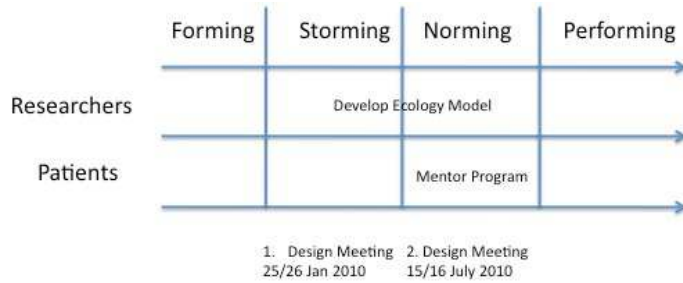 Forming Storming Norming Performing
Researchers Develop Ecology Model
Patients Mentor Program
1. Design Meeting 2. Design Meeting
25/26 Jan 2010 15/16 July 2010